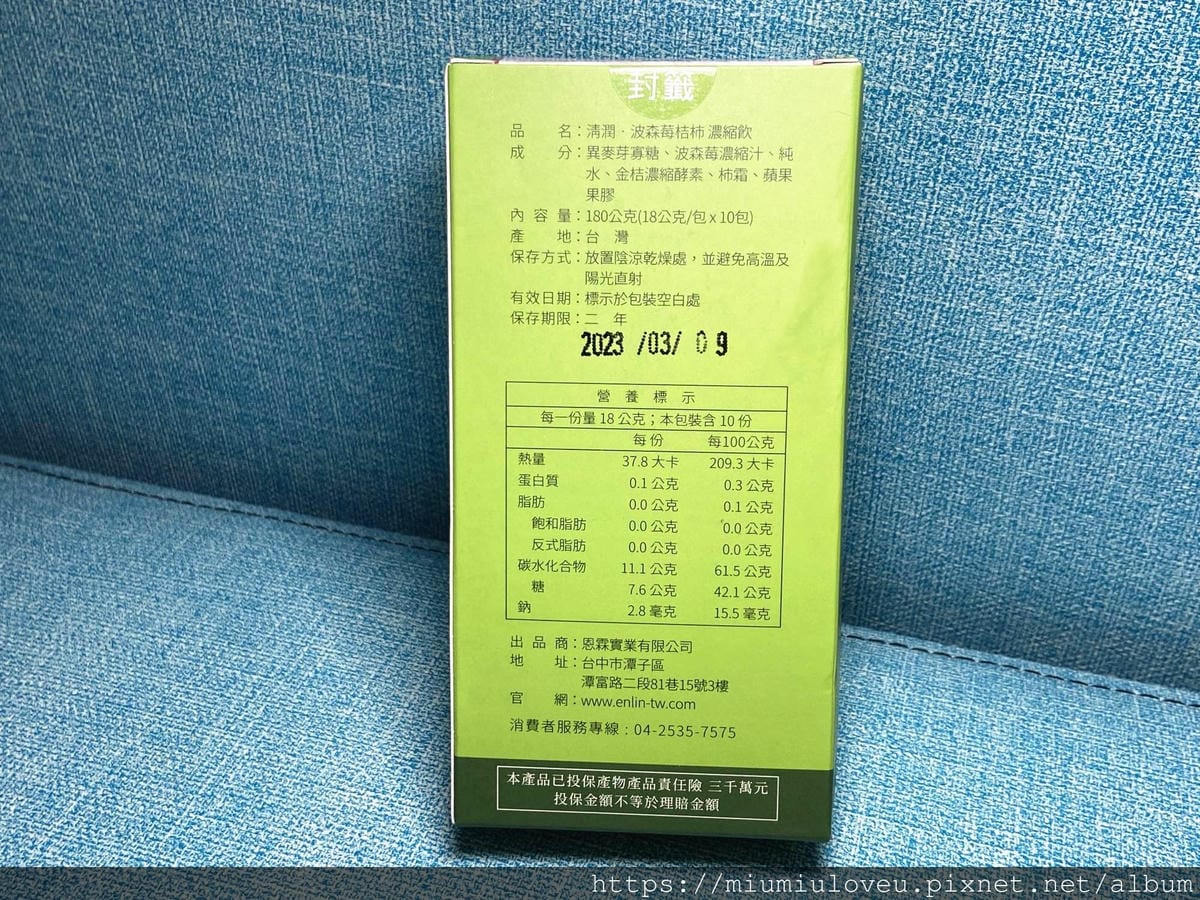 封籤
品名：清潤・波森莓桔柿 濃縮飲
成分：異麥芽寡糖、波森莓濃縮汁、純
水、金桔濃縮酵素、柿霜、蘋果
果膠
內容量：180公克(18公克/包 x 10包)
產地：台 灣
保存方式：放置陰涼乾燥處，並避免高溫及
陽光直射
有效日期：標示於包裝空白處
保存期限：二 年
2023 /03/ 09
營 養 標 示
每一份量 18 公克；本包裝含 10 份
每 份 每100公克
熱量 37.8 大卡 209.3 大卡
蛋白質 0.1 公克 0.3 公克
脂肪 0.0 公克 0.1 公克
飽和脂肪 0.0 公克 0.0 公克
反式脂肪 0.0 公克 0.0 公克
碳水化合物 11.1 公克 61.5 公克
糖 7.6 公克 42.1 公克
鈉 2.8 毫克 15.5 毫克
出品商：恩霖實業有限公司
地址：台中市潭子區
潭富路二段81巷15號3樓
官網：www.enlin-tw.com
消費者服務專線：04-2535-7575
本產品已投保產物產品責任險 三千萬元
投保金額不等於理賠金額
https://miumiuloveu.pixnet.net/album